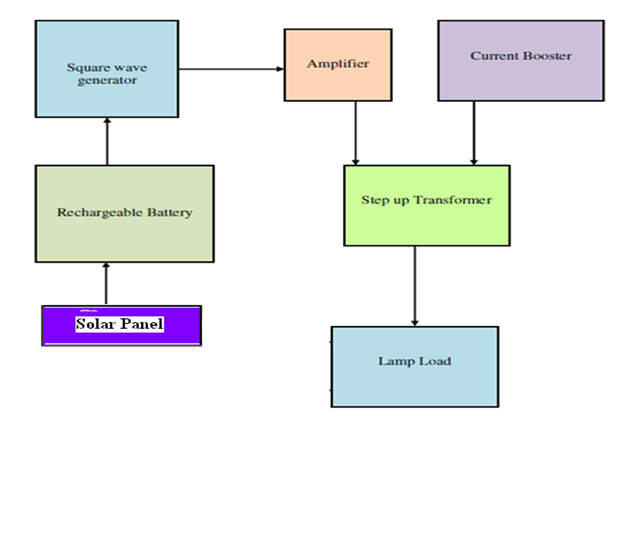 Square wave
generator
Amplifier
Current Booster
Rechargeable Battery
Step up Transformer
Solar Panel
Lamp Load